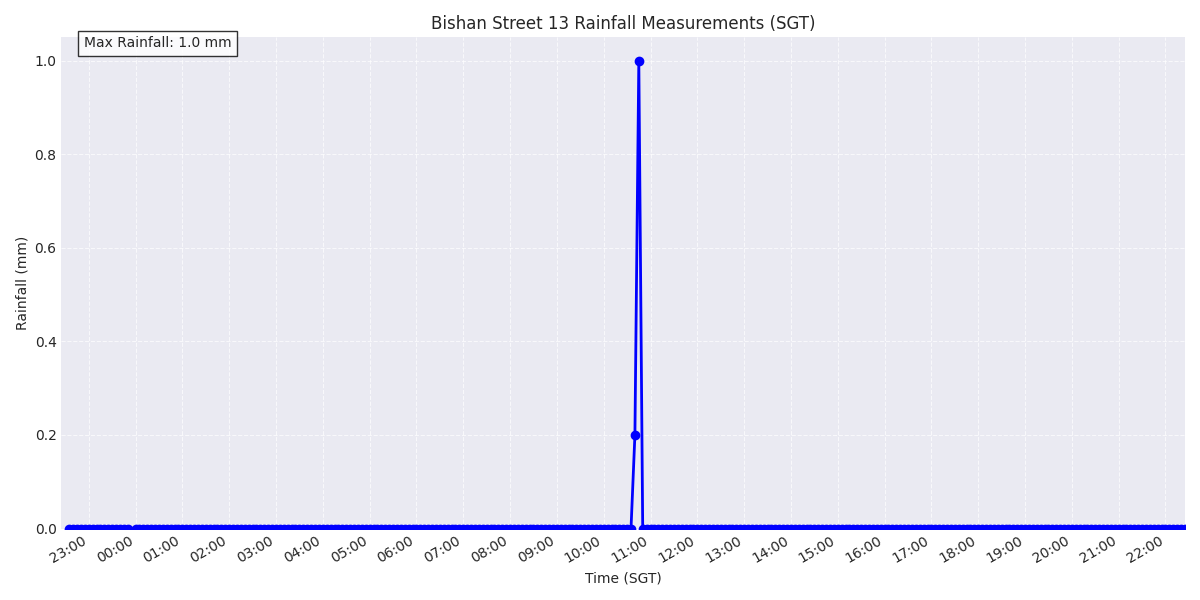 Bishan Street 13 Rainfall Measurements (SGT)
Max Rainfall: 1.0 mm
1.0
0.8
0.6
0.4
0.2
0.0
Rainfall (mm)
23:00 00:00 01:00 02:00 03:00 04:00 05:00 06:00 07:00 08:00 09:00 10:00 11:00 12:00 13:00 14:00 15:00 16:00 17:00 18:00 19:00 20:00 21:00 22:00
Time (SGT)